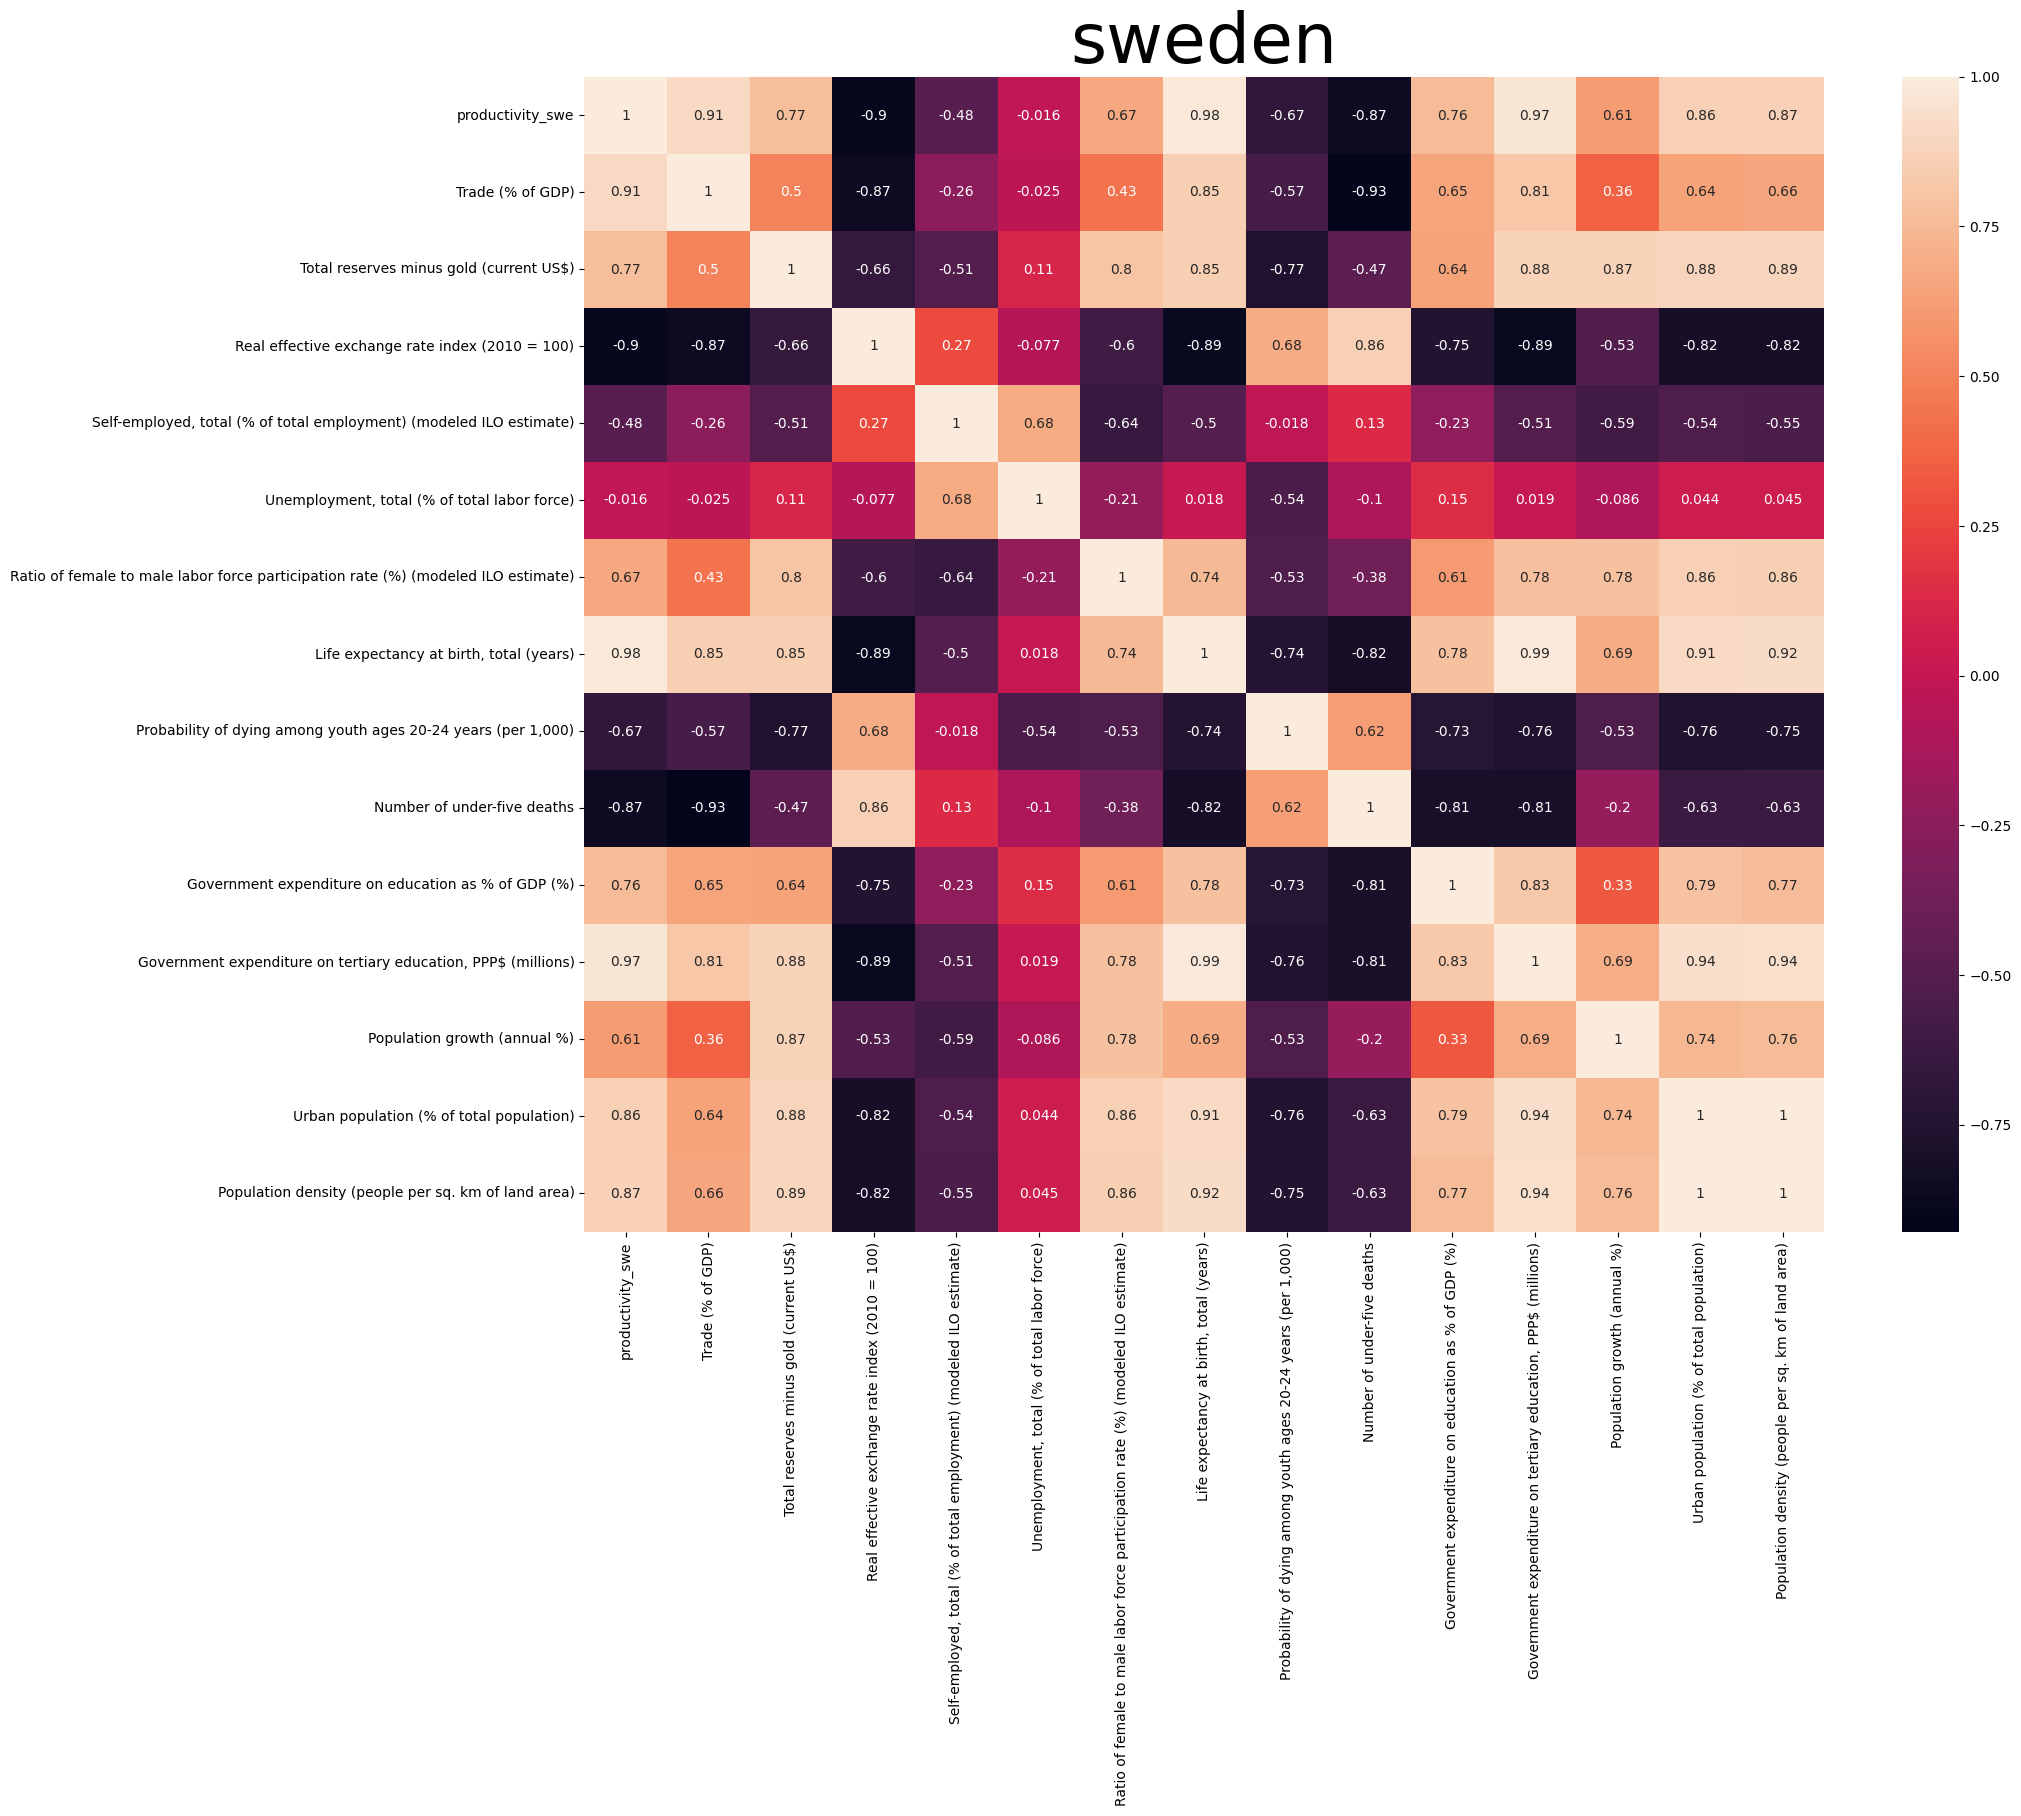 sweden
productivity_swe 1 0.91 0.77 -0.9 -0.48 -0.016 0.67 0.98 -0.67 -0.87 0.76 0.97 0.61 0.86 0.87
Trade (% of GDP) 0.91 1 0.5 -0.87 -0.26 -0.025 0.43 0.85 -0.57 -0.93 0.65 0.81 0.36 0.64 0.66
Total reserves minus gold (current US$) 0.77 0.5 1 -0.66 -0.51 0.11 0.8 0.85 -0.77 -0.47 0.64 0.88 0.87 0.88 0.89
Real effective exchange rate index (2010 = 100) -0.9 -0.87 -0.66 1 0.27 -0.077 -0.6 -0.89 0.68 0.86 -0.75 -0.89 -0.53 -0.82 -0.82
Self-employed, total (% of total employment) (modeled ILO estimate) -0.48 -0.26 -0.51 0.27 1 0.68 -0.64 -0.5 -0.018 0.13 -0.23 -0.51 -0.59 -0.54 -0.55
Unemployment, total (% of total labor force) -0.016 -0.025 0.11 -0.077 0.68 1 -0.21 0.018 -0.54 -0.1 0.15 0.019 -0.086 0.044 0.045
Ratio of female to male labor force participation rate (%) (modeled ILO estimate) 0.67 0.43 0.8 -0.6 -0.64 -0.21 1 0.74 -0.53 -0.38 0.61 0.78 0.78 0.86 0.86
Life expectancy at birth, total (years) 0.98 0.85 0.85 -0.89 -0.5 0.018 0.74 1 -0.74 -0.82 0.78 0.99 0.69 0.91 0.92
Probability of dying among youth ages 20-24 years (per 1,000) -0.67 -0.57 -0.77 0.68 -0.018 -0.54 -0.53 -0.74 1 0.62 -0.73 -0.76 -0.53 -0.76 -0.75
Number of under-five deaths -0.87 -0.93 -0.47 0.86 0.13 -0.1 -0.38 -0.82 0.62 1 -0.81 -0.81 -0.2 -0.63 -0.63
Government expenditure on education as % of GDP (%) 0.76 0.65 0.64 -0.75 -0.23 0.15 0.61 0.78 -0.73 -0.81 1 0.83 0.33 0.79 0.77
Government expenditure on tertiary education, PPP$ (millions) 0.97 0.81 0.88 -0.89 -0.51 0.019 0.78 0.99 -0.76 -0.81 0.83 1 0.69 0.94 0.94
Population growth (annual %) 0.61 0.36 0.87 -0.53 -0.59 -0.086 0.78 0.69 -0.53 -0.2 0.33 0.69 1 0.74 0.76
Urban population (% of total population) 0.86 0.64 0.88 -0.82 -0.54 0.044 0.86 0.91 -0.76 -0.63 0.79 0.94 0.74 1 1
Population density (people per sq. km of land area) 0.87 0.66 0.89 -0.82 -0.55 0.045 0.86 0.92 -0.75 -0.63 0.77 0.94 0.76 1 1
productivity_swe
Trade (% of GDP)
Total reserves minus gold (current US$)
Real effective exchange rate index (2010 = 100)
Self-employed, total (% of total employment) (modeled ILO estimate)
Unemployment, total (% of total labor force)
Ratio of female to male labor force participation rate (%) (modeled ILO estimate)
Life expectancy at birth, total (years)
Probability of dying among youth ages 20-24 years (per 1,000)
Number of under-five deaths
Government expenditure on education as % of GDP (%)
Government expenditure on tertiary education, PPP$ (millions)
Population growth (annual %)
Urban population (% of total population)
Population density (people per sq. km of land area)
1.00
0.75
0.50
0.25
0.00
−0.25
−0.50
−0.75